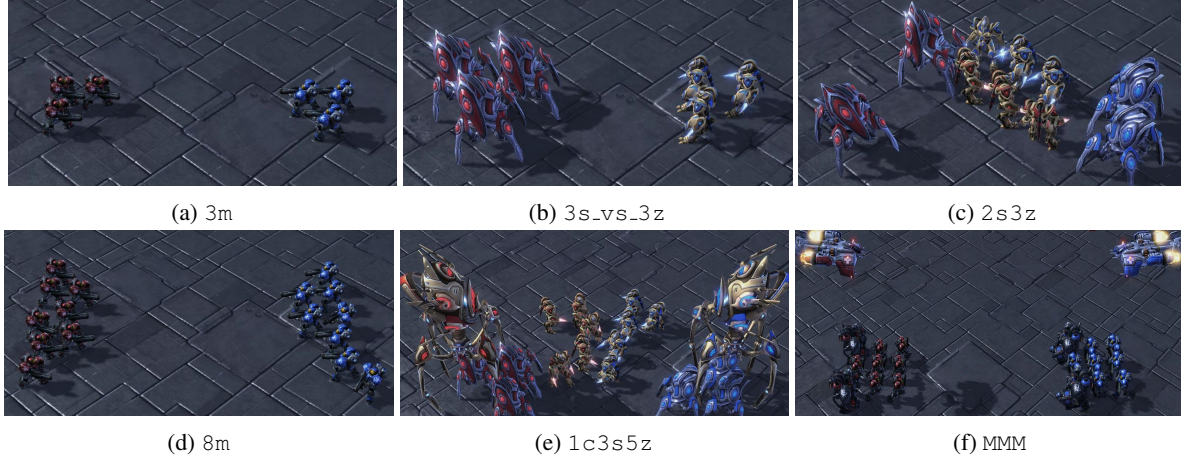 (a) 3m
(b) 3s_vs_3z
(c) 2s3z
(d) 8m
(e) 1c3s5z
(f) MMM